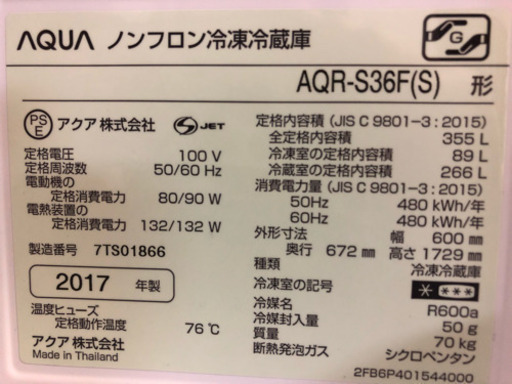 AQUA ノンフロン冷凍冷蔵庫
G
AQR-S36F(S) 形
PS E アクア株式会社 S JET
定格電圧 100 V
定格周波数 50/60 Hz
電動機の
定格消費電力 80/90 W
電熱装置の
定格消費電力 132/132 W
製造番号 7TS01866
2017 年製
温度ヒューズ
定格動作温度 76℃
アクア株式会社
Made in Thailand
定格内容積 (JIS C 9801-3 : 2015)
全定格内容積 355 L
冷凍室の定格内容積 89 L
冷蔵室の定格内容積 266 L
消費電力量 (JIS C 9801-3 : 2015)
50Hz 480 kWh/年
60Hz 480 kWh/年
外形寸法 幅 600 mm
奥行 672 mm 高さ 1729 mm
種類 冷凍冷蔵庫
冷凍室の記号 * ***
冷媒名 R600a
冷媒封入量 50 g
質量 70 kg
断熱発泡ガス シクロペンタン
2FB6P401544000